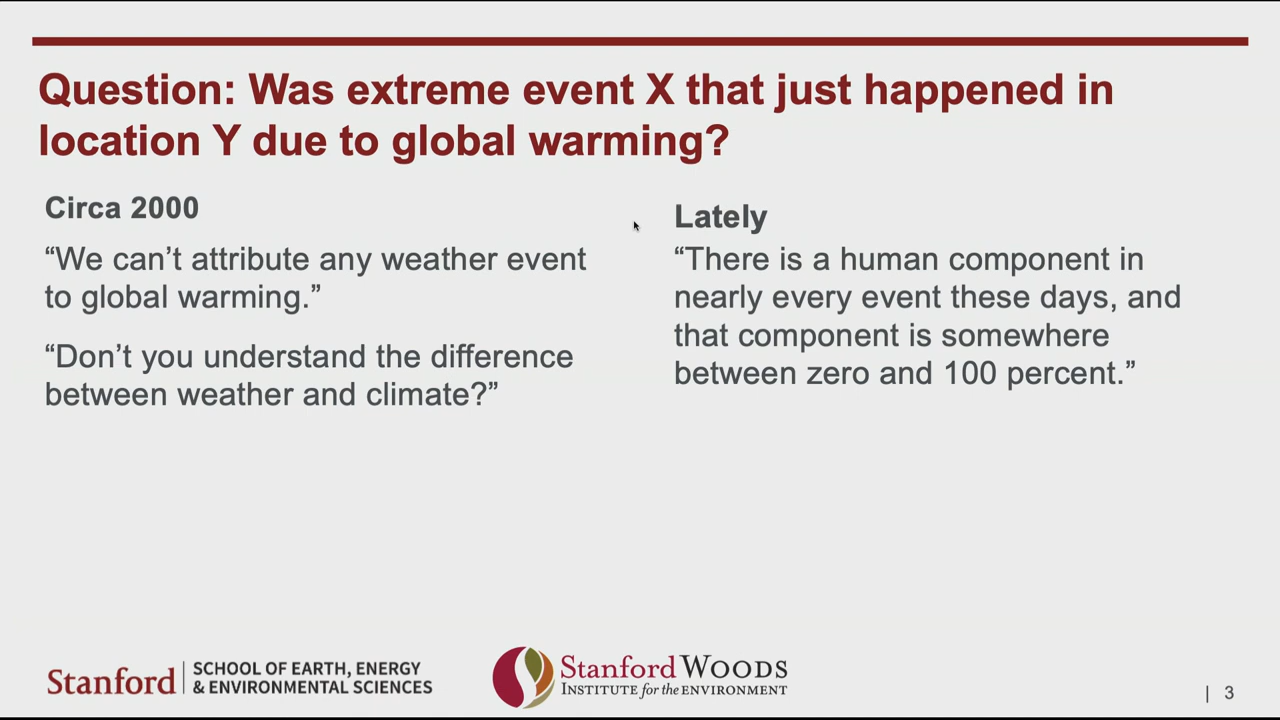 Question: Was extreme event X that just happened in
location Y due to global warming?
Circa 2000
“We can’t attribute any weather event
to global warming.”
“Don’t you understand the difference
between weather and climate?”
Lately
“There is a human component in
nearly every event these days, and
that component is somewhere
between zero and 100 percent.”
Stanford
SCHOOL OF EARTH, ENERGY
& ENVIRONMENTAL SCIENCES
Stanford WOODS
INSTITUTE for the ENVIRONMENT
| 3